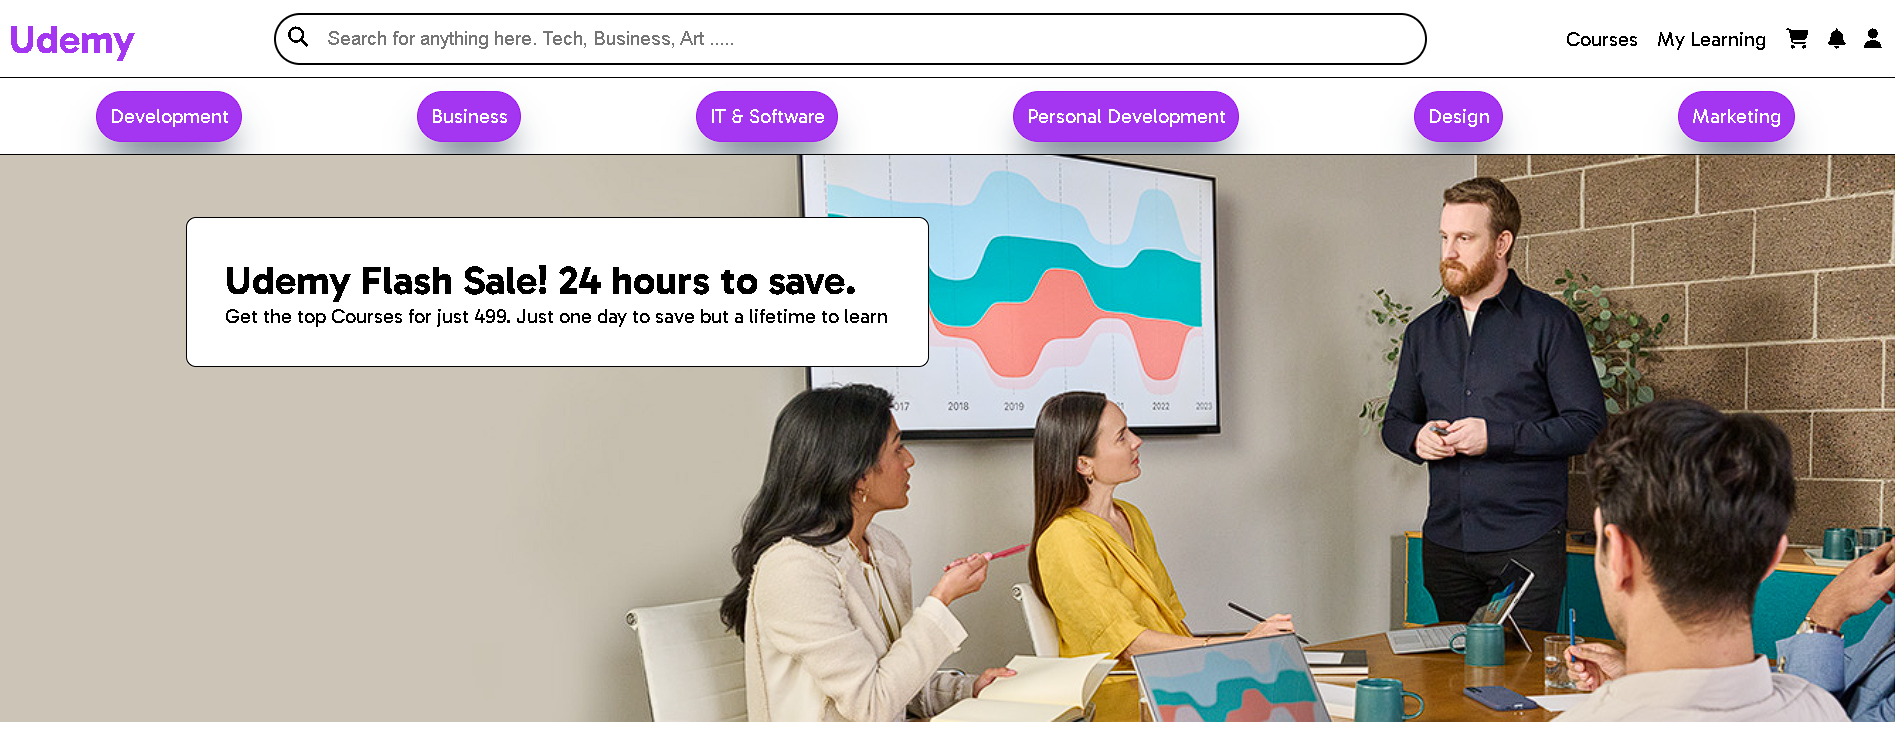 Udemy
Search for anything here. Tech, Business, Art .....
Courses
My Learning
Development
Business
IT & Software
Personal Development
Design
Marketing
Udemy Flash Sale! 24 hours to save.
Get the top Courses for just 499. Just one day to save but a lifetime to learn
2018
2019
2022
2023